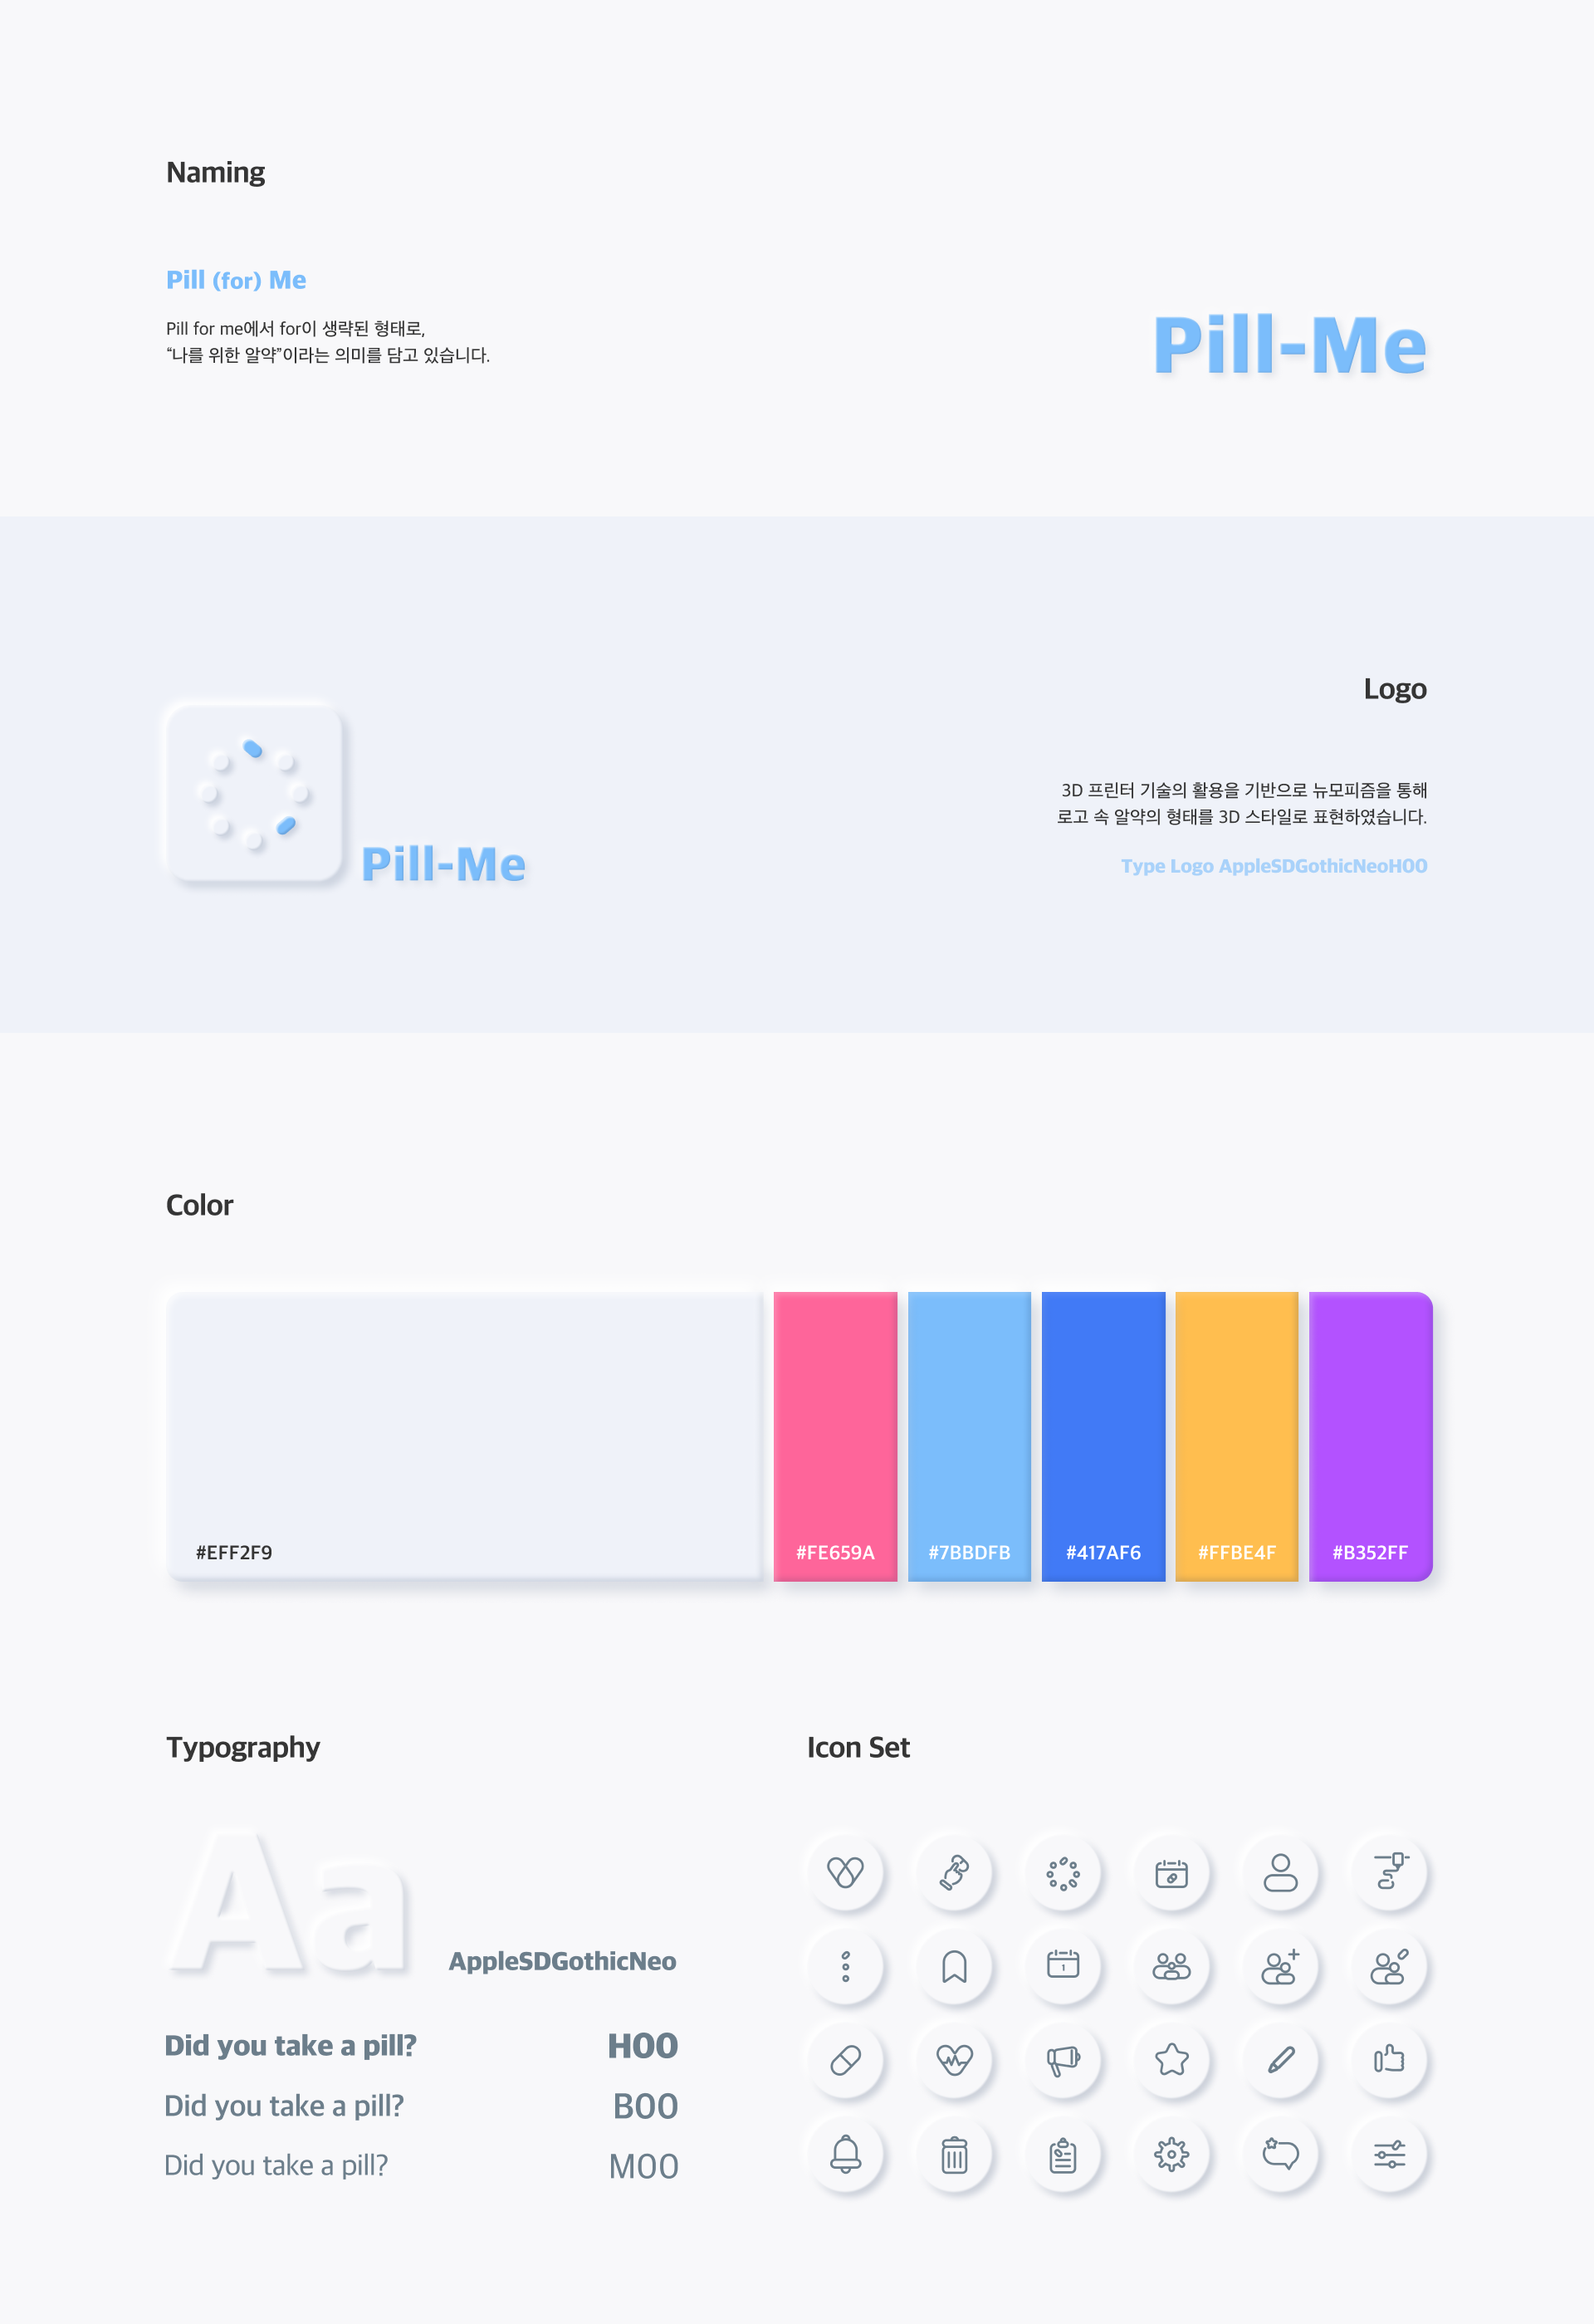 Naming
Pill (for) Me
Pill for me에서 for이 생략된 형태로,
“나를 위한 알약”이라는 의미를 담고 있습니다.
Pill-Me
Logo
3D 프린터 기술의 활용을 기반으로 뉴모피즘을 통해
로고 속 알약의 형태를 3D 스타일로 표현하였습니다.
Type Logo AppleSDGothicNeoH00
Pill-Me
Color
#EFF2F9
#FE659A
#7BBDFB
#417AF6
#FFBE4F
#B352FF
Typography
Aa
AppleSDGothicNeo
Did you take a pill? H00
Did you take a pill? B00
Did you take a pill? M00
Icon Set
1